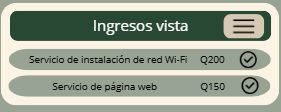 Ingresos vista
Servicio de instalación de red Wi-Fi Q200
Servicio de página web Q150